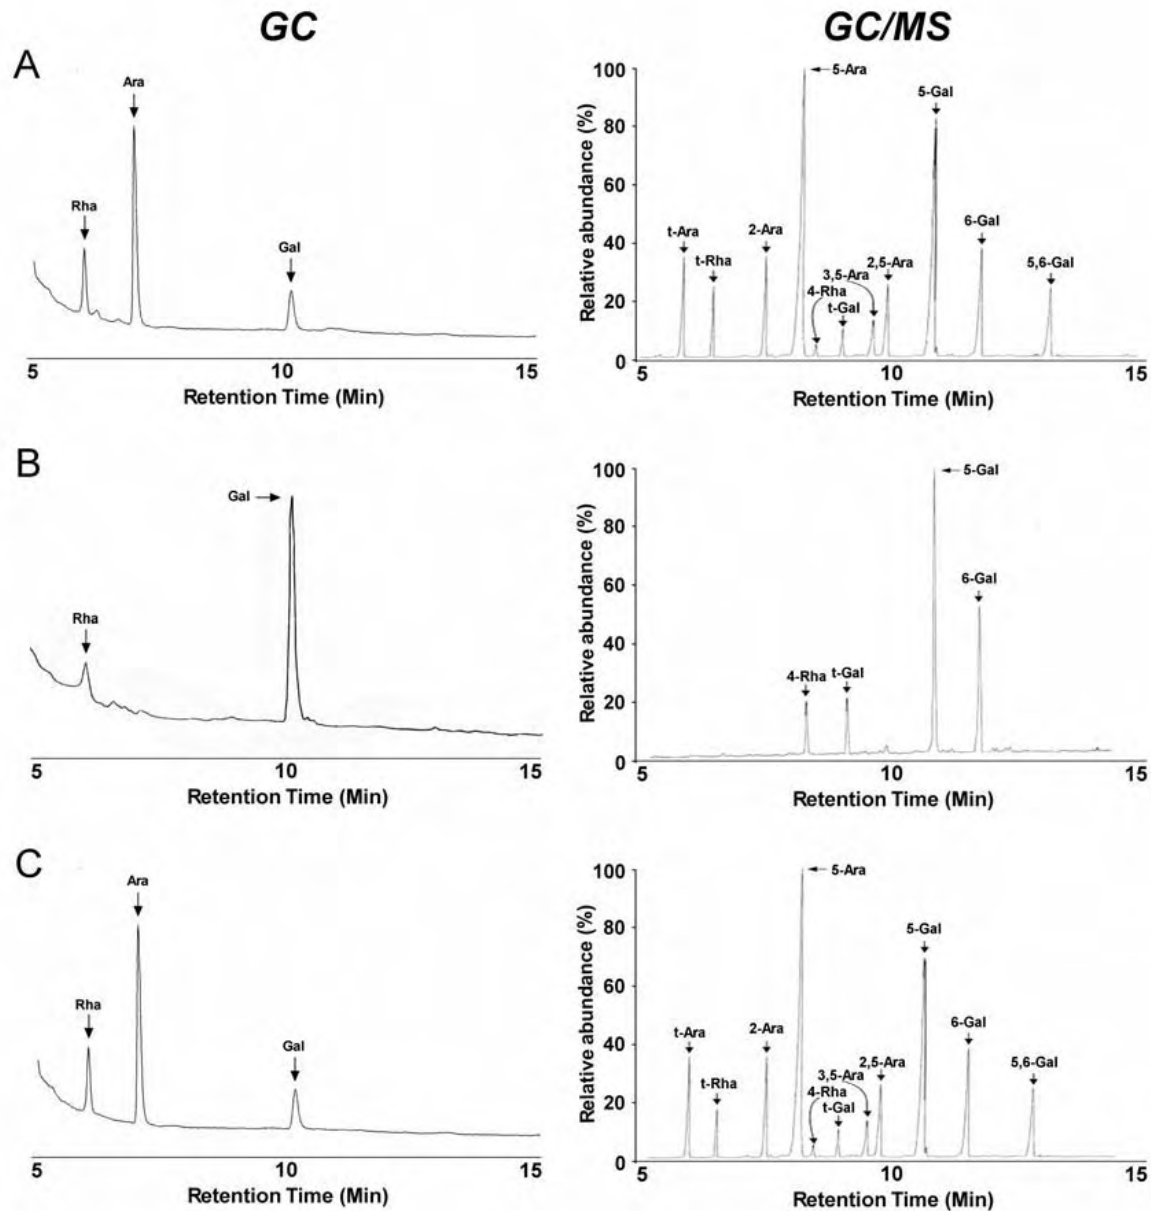 GC
GC/MS
A
Ara
Rha
Gal
5
10
15
Retention Time (Min)
Relative abundance (%)
100
80
60
40
20
0
5-Ara
5-Gal
t-Ara
t-Rha
2-Ara
4-Rha
3,5-Ara
t-Gal
2,5-Ara
6-Gal
5,6-Gal
5
10
15
Retention Time (Min)
B
Gal
Rha
5
10
15
Retention Time (Min)
Relative abundance (%)
100
80
60
40
20
0
5-Gal
6-Gal
4-Rha
t-Gal
5
10
15
Retention Time (Min)
C
Ara
Rha
Gal
5
10
15
Retention Time (Min)
Relative abundance (%)
100
80
60
40
20
0
5-Ara
5-Gal
t-Ara
t-Rha
2-Ara
3,5-Ara
4-Rha
t-Gal
2,5-Ara
6-Gal
5,6-Gal
5
10
15
Retention Time (Min)